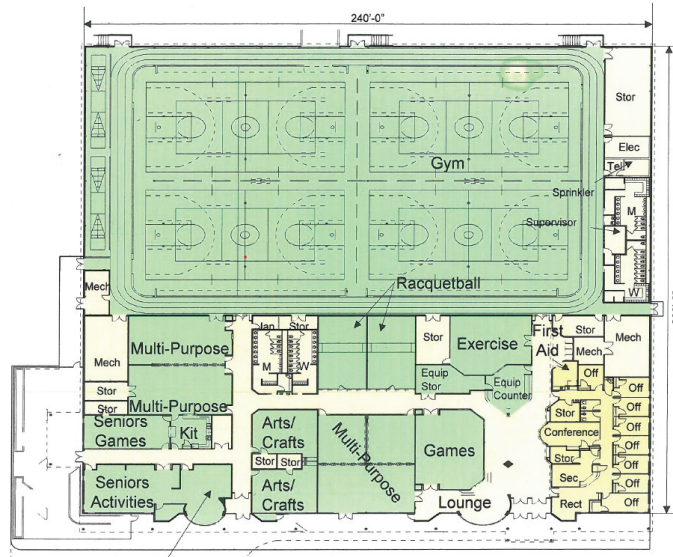 240'-0"
Stor
Elec
Tel
Gym
Sprinkler
M
Supervisor
W
Mech
Racquetball
Multi-Purpose
Jan
Stor
Stor
Exercise
First
Aid
Stor
Mech
Mech
Mech
M
W
Equip
Stor
Equip
Counter
Off
Off
Stor
Stor
Multi-Purpose
Seniors
Games
Kit
Arts/
Crafts
Multi-Purpose
Games
Stor
Off
Conference
Off
Off
Stor
Stor
Stor
Off
Seniors
Activities
Arts/
Crafts
Sec
Off
Lounge
Rect
Off